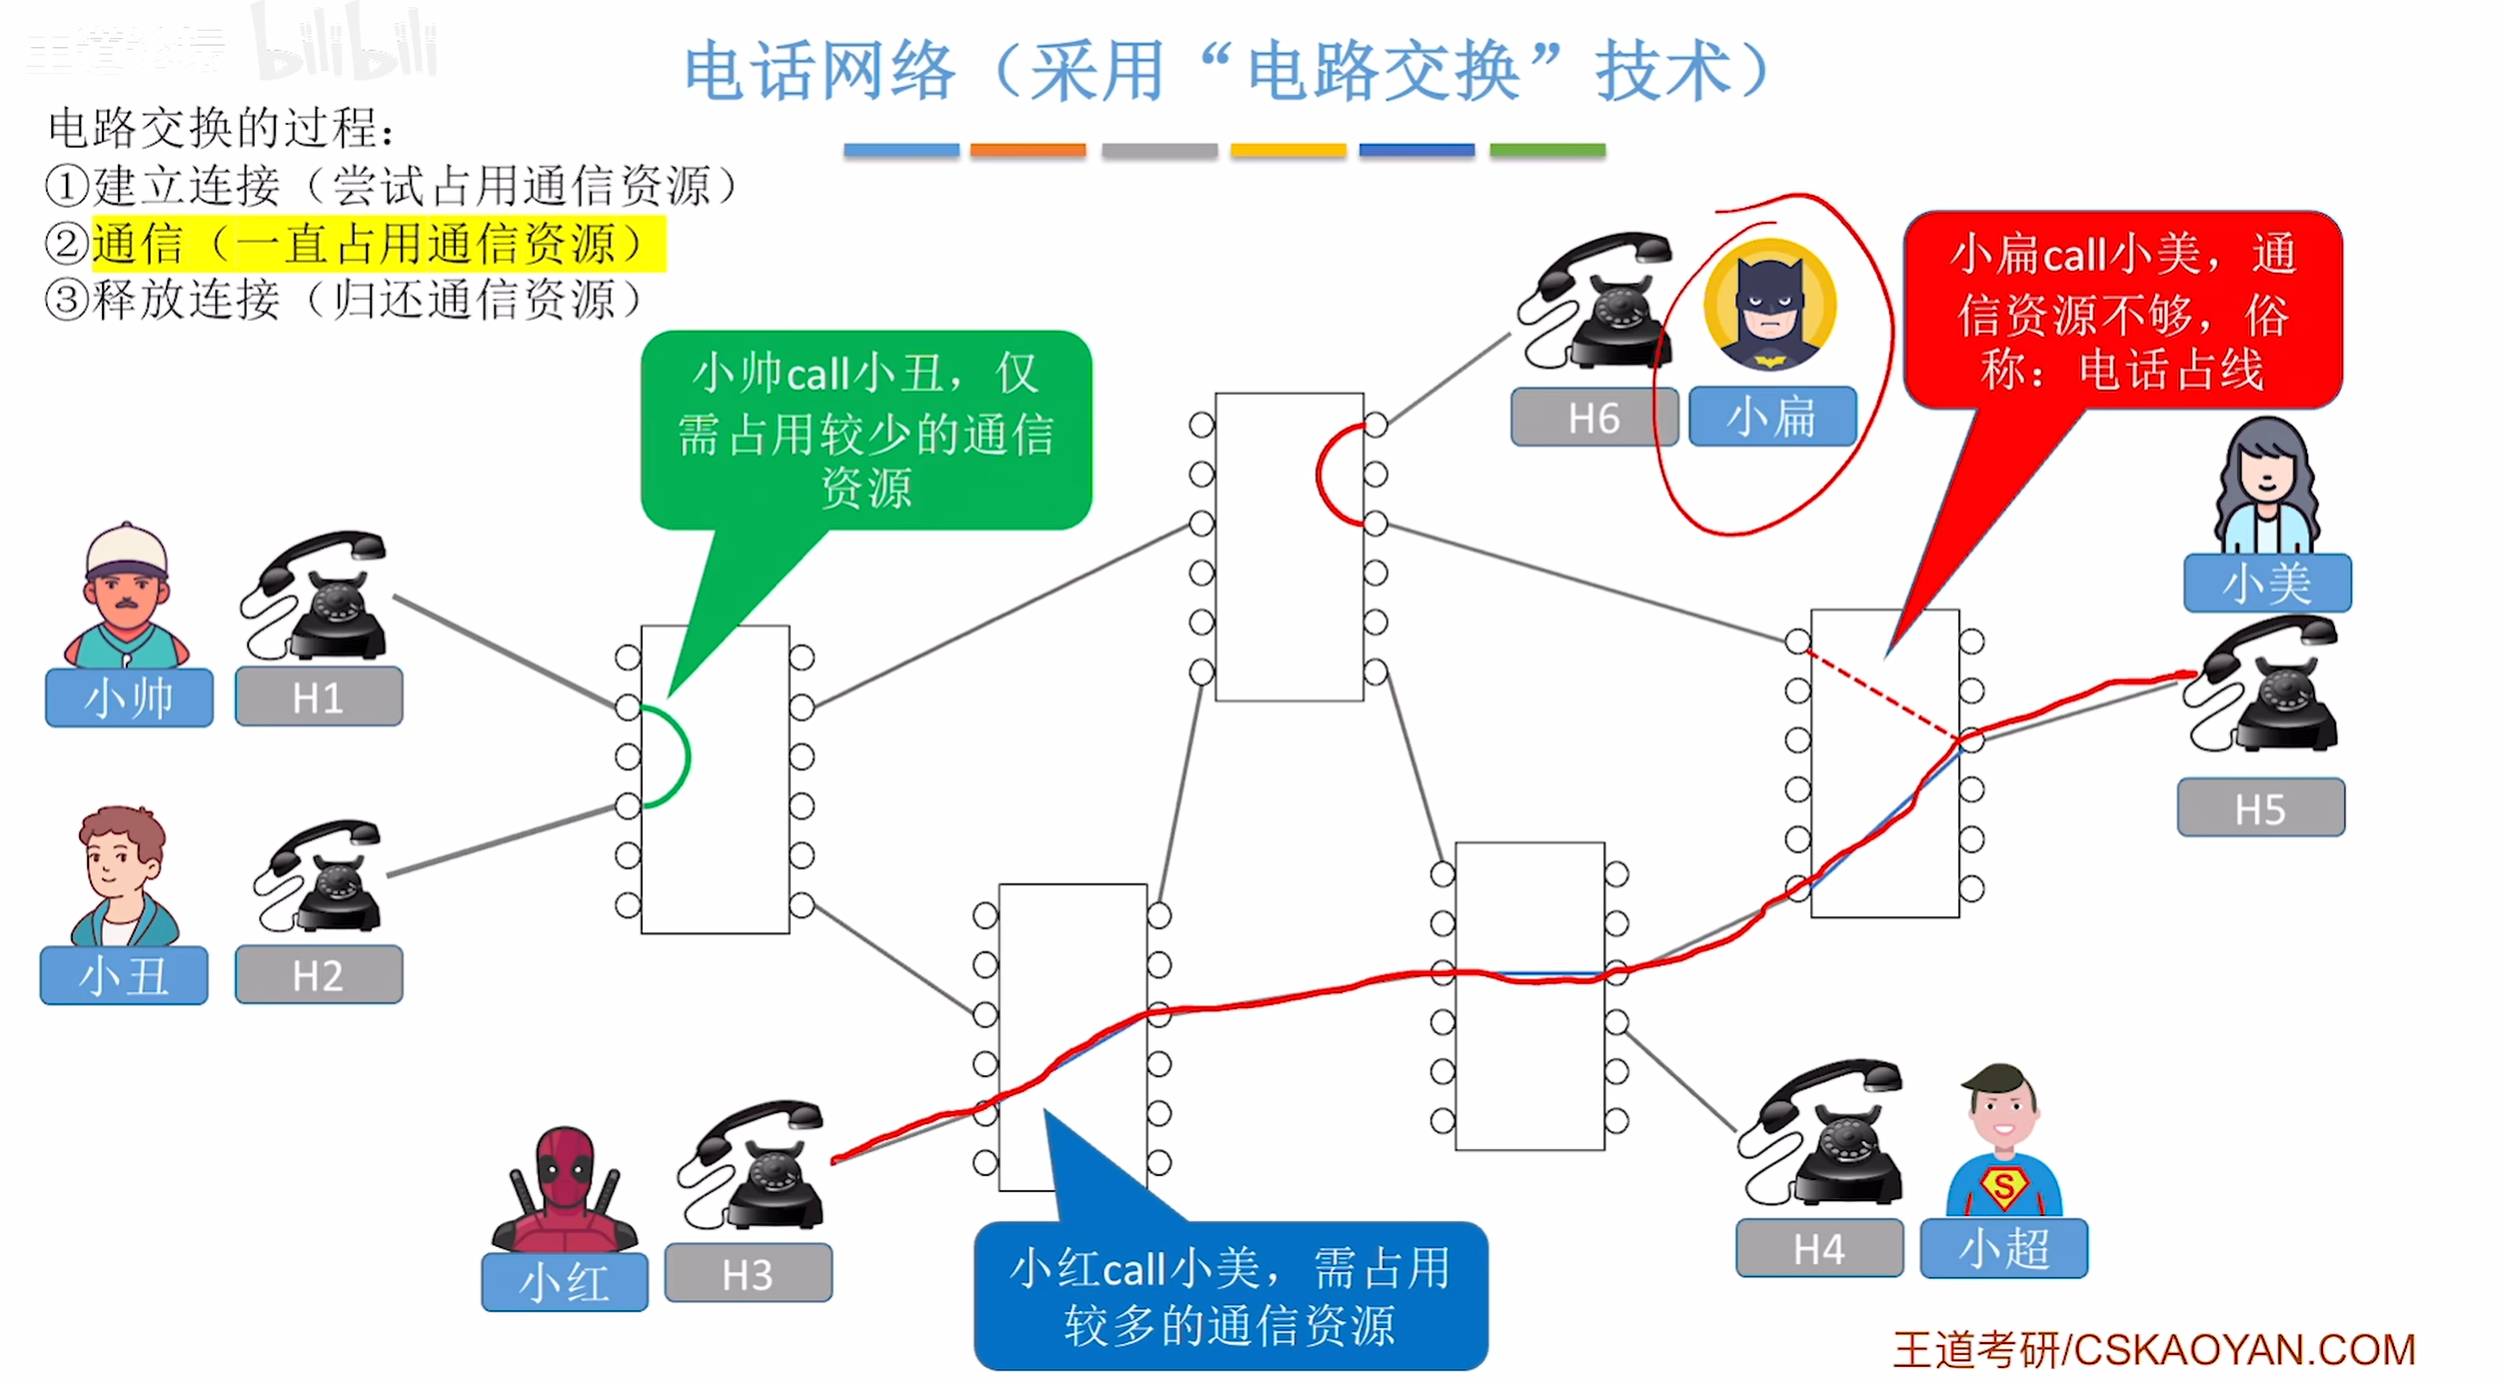 王道论坛 bilibili
电话网络（采用“电路交换”技术）
电路交换的过程：
①建立连接（尝试占用通信资源）
②通信（一直占用通信资源）
③释放连接（归还通信资源）
小帅call小丑，仅
需占用较少的通信
资源
小扁call小美，通
信资源不够，俗
称：电话占线
H6
小扁
小美
H5
小帅
H1
小丑
H2
小红
H3
小红call小美，需占用
较多的通信资源
H4
小超
S
王道考研/CSKAOYAN.COM